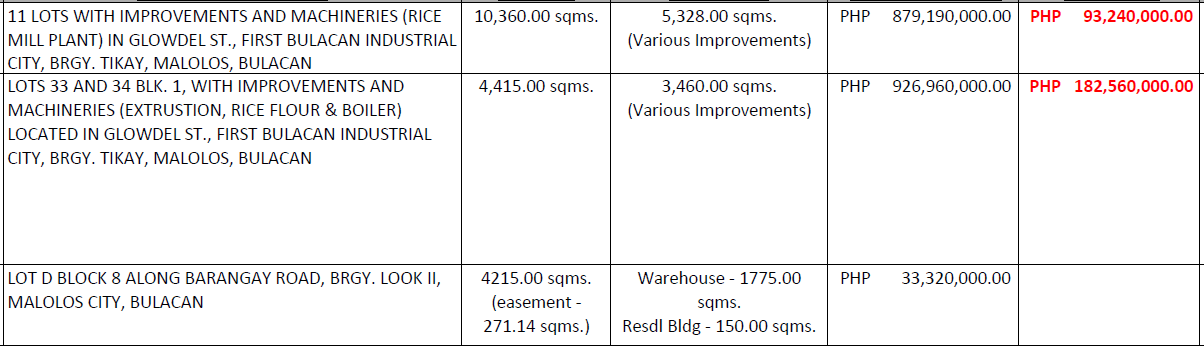 11 LOTS WITH IMPROVEMENTS AND MACHINERIES (RICE
MILL PLANT) IN GLOWDEL ST., FIRST BULACAN INDUSTRIAL
CITY, BRGY. TIKAY, MALOLOS, BULACAN
10,360.00 sqms.
5,328.00 sqms.
(Various Improvements)
PHP 879,190,000.00
PHP 93,240,000.00
LOTS 33 AND 34 BLK. 1, WITH IMPROVEMENTS AND
MACHINERIES (EXTRUSTION, RICE FLOUR & BOILER)
LOCATED IN GLOWDEL ST., FIRST BULACAN INDUSTRIAL
CITY, BRGY. TIKAY, MALOLOS, BULACAN
4,415.00 sqms.
3,460.00 sqms.
(Various Improvements)
PHP 926,960,000.00
PHP 182,560,000.00
LOT D BLOCK 8 ALONG BARANGAY ROAD, BRGY. LOOK II,
MALOLOS CITY, BULACAN
4215.00 sqms.
(easement -
271.14 sqms.)
Warehouse - 1775.00
sqms.
Resdl Bldg - 150.00 sqms.
PHP 33,320,000.00